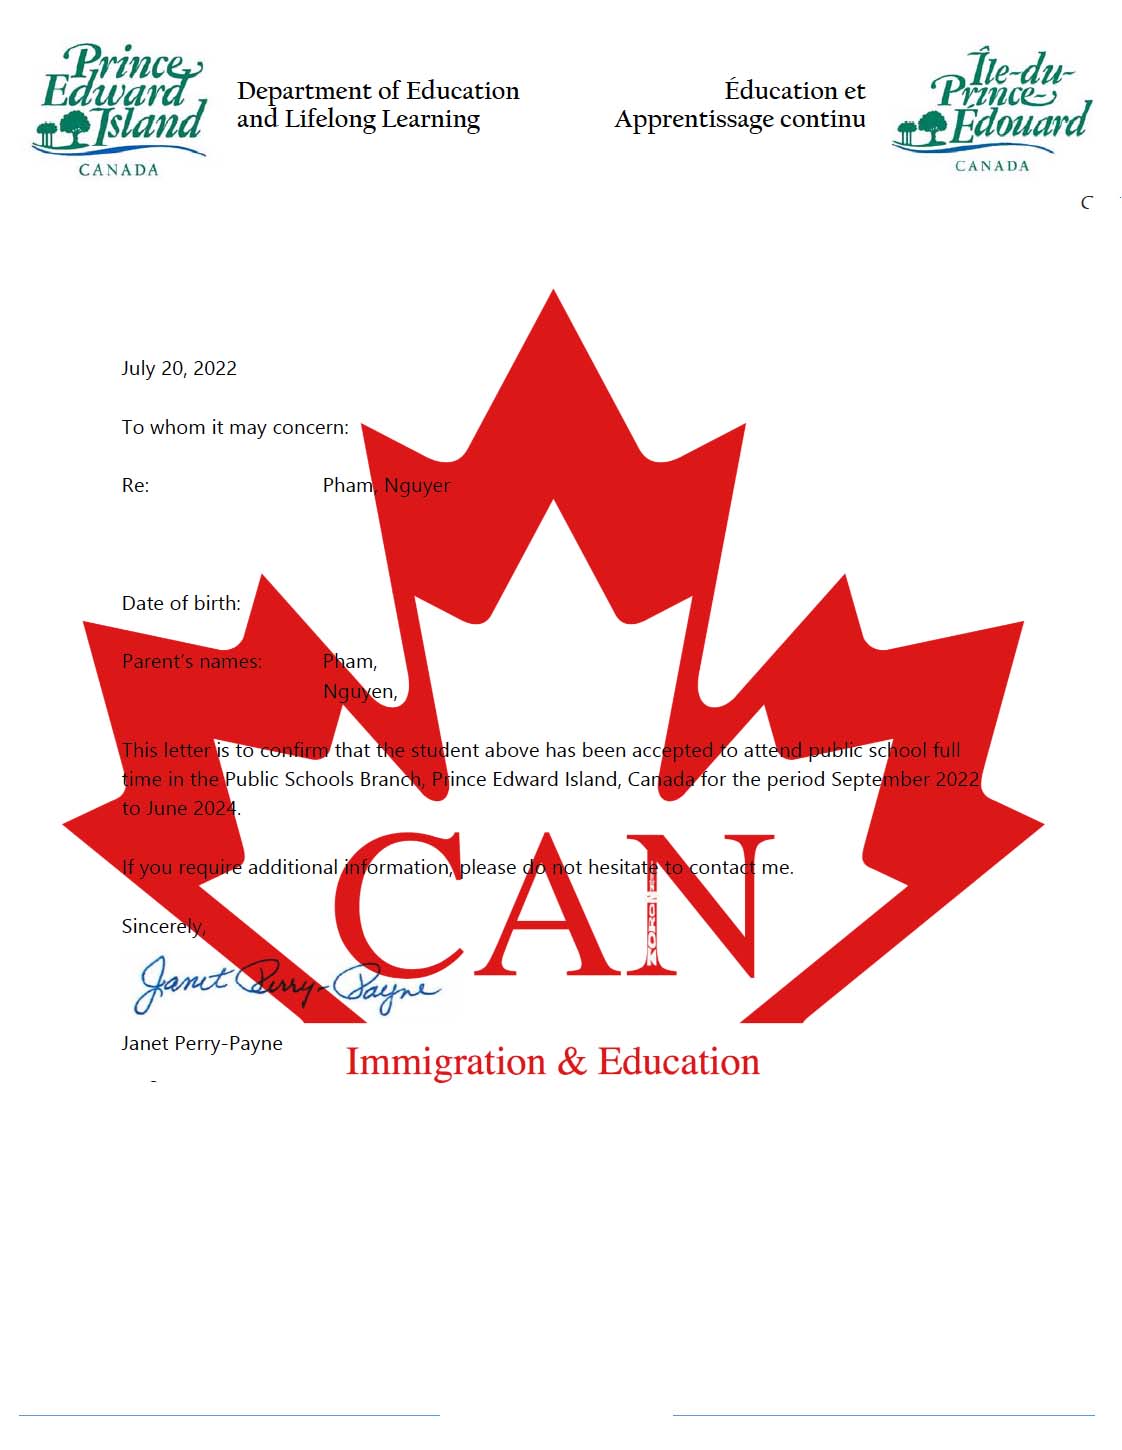 Prince
Edward
Island
CANADA
Department of Education
and Lifelong Learning
Éducation et
Apprentissage continu
Île-du-
Prince-
Édouard
CANADA
C
July 20, 2022
To whom it may concern:
Re: Pham, Nguyer
Date of birth:
Parent's names: Pham,
Nguyen,
This letter is to confirm that the student above has been accepted to attend public school full
time in the Public Schools Branch, Prince Edward Island, Canada for the period September 2022
to June 2024.
If you require additional information, please do not hesitate to contact me.
Sincerely,
Janet Perry-Payne
Janet Perry-Payne
CAN
Immigration & Education